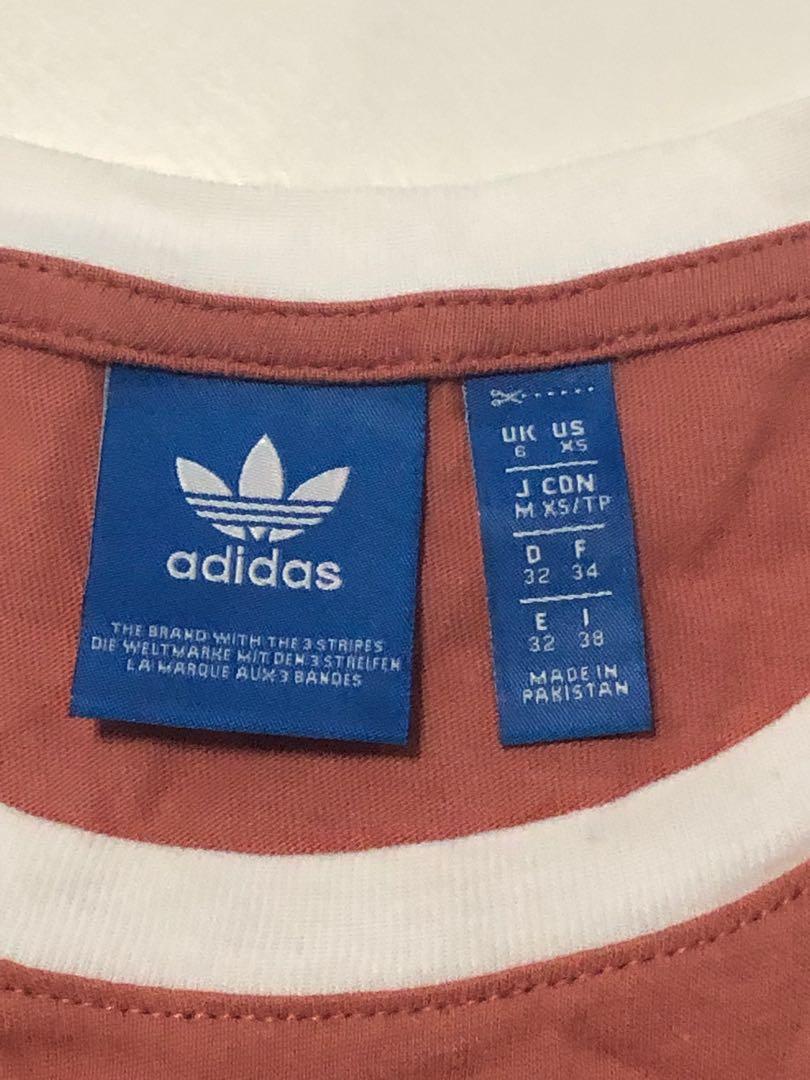 adidas
THE BRAND WITH THE 3 STRIPES
DIE WELTMARKE MIT DEN 3 STREIFEN
LA MARQUE AUX 3 BANDES
UK US
6 XS
J CDN
M XS/TP
D F
32 34
E I
32 38
MADE IN
PAKISTAN